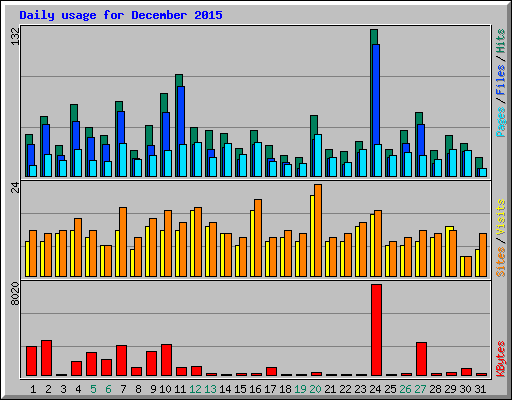 Daily usage for December 2015
132
Pages / Files / Hits
24
Sites / Visits
8020
KBytes
1 2 3 4 5 6 7 8 9 10 11 12 13 14 15 16 17 18 19 20 21 22 23 24 25 26 27 28 29 30 31